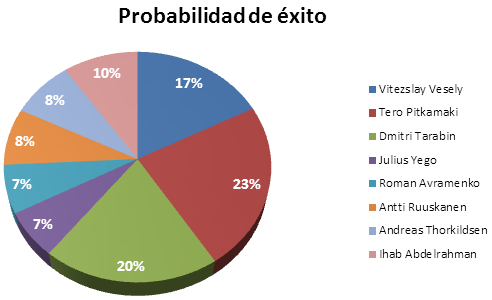 Probabilidad de éxito
17%
23%
20%
7%
7%
8%
8%
10%
Vitezslay Vesely
Tero Pitkamaki
Dmitri Tarabin
Julius Yego
Roman Avramenko
Antti Ruuskanen
Andreas Thorkildsen
Ihab Abdelrahman